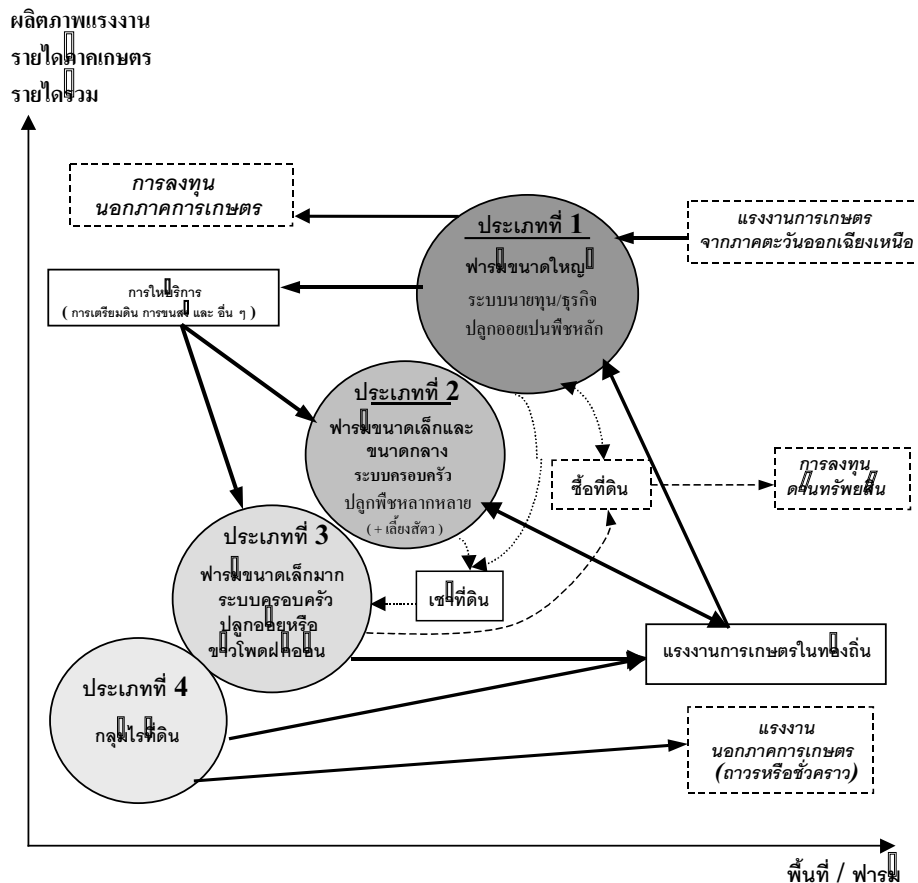 ผลิตภาพแรงงาน
รายได้ภาคเกษตร
รายได้รวม
การลงทุน
นอกภาคการเกษตร
ประเภทที่ 1
ฟาร์มขนาดใหญ่
ระบบนายทุน/ธุรกิจ
ปลูกออยเปนพืชหลัก
แรงงานการเกษตร
จากภาคตะวันออกเฉียงเหนือ
การให้บริการ
( การเตรียมดิน การขนส่ง และ อื่น ๆ )
ประเภทที่ 2
ฟาร์มขนาดเล็กและ
ขนาดกลาง
ระบบครอบครัว
ปลูกพืชหลากหลาย
( + เลี้ยงสัตว )
ซื้อที่ดิน
การลงทุน
ด้านทรัพย์สิน
ประเภทที่ 3
ฟาร์มขนาดเล็กมาก
ระบบครอบครัว
ปลูกอ้อยหรือ
ข้าวโพดฝักอ่อน
เช่าที่ดิน
แรงงานการเกษตรในท้องถิ่น
ประเภทที่ 4
กลุ่มไร้ที่ดิน
แรงงาน
นอกภาคการเกษตร
(ถาวรหรือชั่วคราว)
พื้นที่ / ฟาร์ม